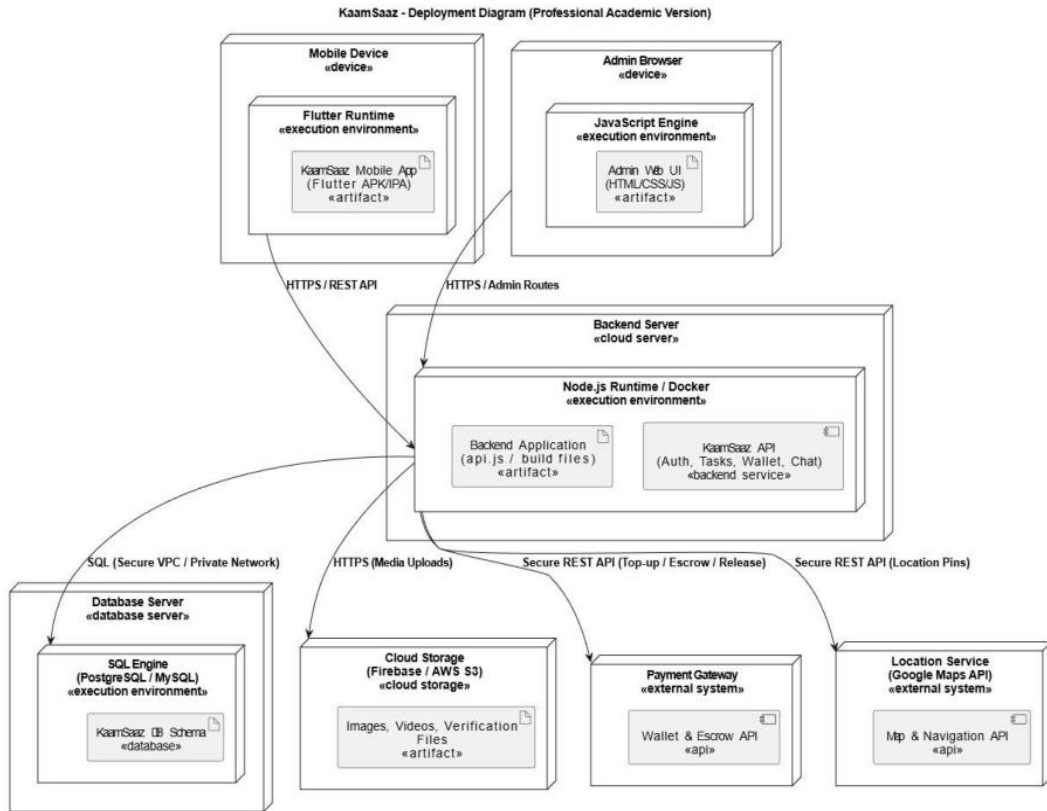 KaamSaaz - Deployment Diagram (Professional Academic Version)
Mobile Device
«device»
Flutter Runtime
«execution environment»
KaamSaaz Mobile App
(Flutter APK/IPA)
«artifact»
Admin Browser
«device»
JavaScript Engine
«execution environment»
Admin Web UI
(HTML/CSS/JS)
«artifact»
HTTPS / REST API
HTTPS / Admin Routes
Backend Server
«cloud server»
Node.js Runtime / Docker
«execution environment»
Backend Application
(api.js / build files)
«artifact»
KaamSaaz API
(Auth, Tasks, Wallet, Chat)
«backend service»
SQL (Secure VPC / Private Network)
HTTPS (Media Uploads)
Secure REST API (Top-up / Escrow / Release)
Secure REST API (Location Pins)
Database Server
«database server»
SQL Engine
(PostgreSQL / MySQL)
«execution environment»
KaamSaaz DB Schema
«database»
Cloud Storage
(Firebase / AWS S3)
«cloud storage»
Images, Videos, Verification
Files
«artifact»
Payment Gateway
«external system»
Wallet & Escrow API
«api»
Location Service
(Google Maps API)
«external system»
Map & Navigation API
«api»